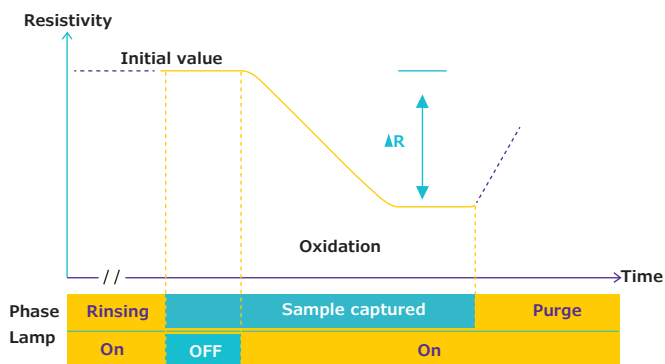 Resistivity
Initial value
ΔR
Oxidation
//
Time
Phase Rinsing Sample captured Purge
Lamp On OFF On